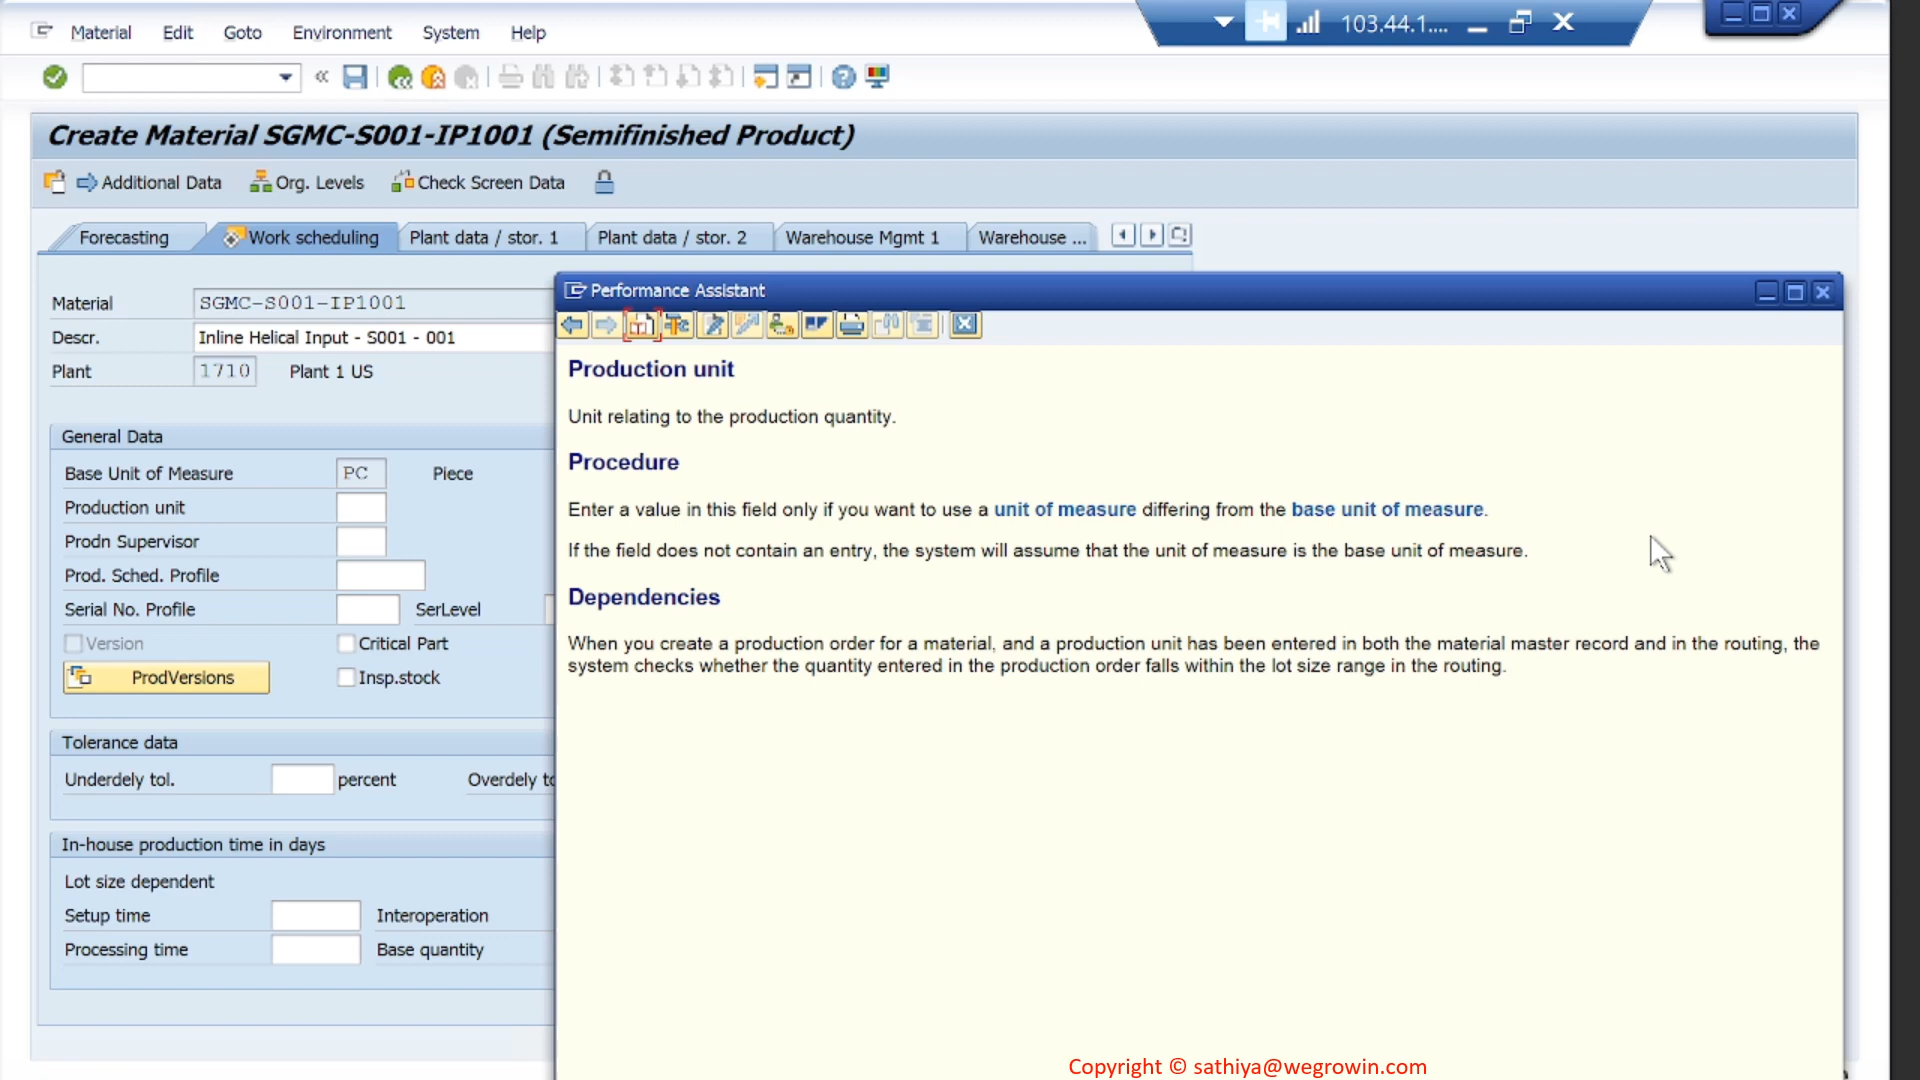 Material Edit Goto Environment System Help
103.44.1....
Create Material SGMC-S001-IP1001 (Semifinished Product)
Additional Data Org. Levels Check Screen Data
Forecasting Work scheduling Plant data / stor. 1 Plant data / stor. 2 Warehouse Mgmt 1 Warehouse ...
Material SGMC-S001-IP1001
Descr. Inline Helical Input - S001 - 001
Plant 1710 Plant 1 US
General Data
Base Unit of Measure PC Piece
Production unit
Prodn Supervisor
Prod. Sched. Profile
Serial No. Profile SerLevel
Version Critical Part
ProdVersions Insp.stock
Tolerance data
Underdely tol. percent Overdely to
In-house production time in days
Lot size dependent
Setup time Interoperation
Processing time Base quantity
Performance Assistant
Production unit
Unit relating to the production quantity.
Procedure
Enter a value in this field only if you want to use a unit of measure differing from the base unit of measure.
If the field does not contain an entry, the system will assume that the unit of measure is the base unit of measure.
Dependencies
When you create a production order for a material, and a production unit has been entered in both the material master record and in the routing, the
system checks whether the quantity entered in the production order falls within the lot size range in the routing.
Copyright © sathiya@wegrowin.com